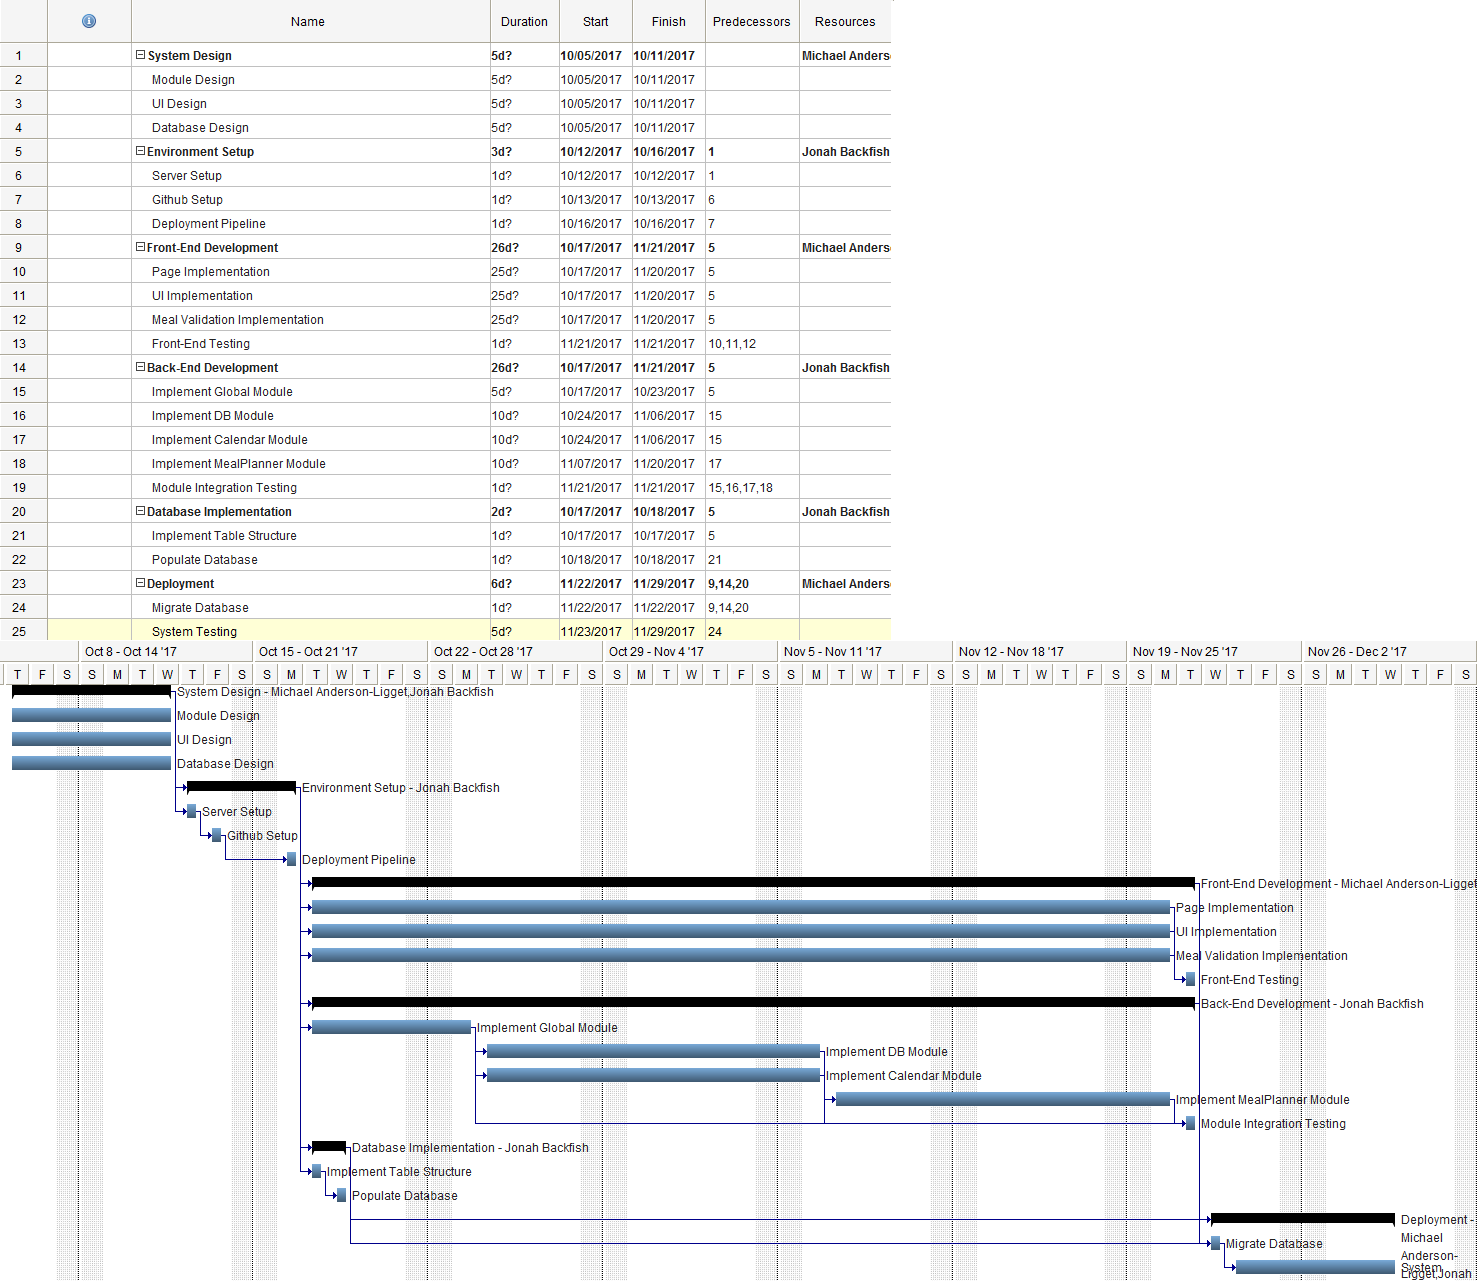 Name Duration Start Finish Predecessors Resources
1 System Design 5d? 10/05/2017 10/11/2017 Michael Anders
2 Module Design 5d? 10/05/2017 10/11/2017
3 UI Design 5d? 10/05/2017 10/11/2017
4 Database Design 5d? 10/05/2017 10/11/2017
5 Environment Setup 3d? 10/12/2017 10/16/2017 1 Jonah Backfish
6 Server Setup 1d? 10/12/2017 10/12/2017 1
7 Github Setup 1d? 10/13/2017 10/13/2017 6
8 Deployment Pipeline 1d? 10/16/2017 10/16/2017 7
9 Front-End Development 26d? 10/17/2017 11/21/2017 5 Michael Anders
10 Page Implementation 25d? 10/17/2017 11/20/2017 5
11 UI Implementation 25d? 10/17/2017 11/20/2017 5
12 Meal Validation Implementation 25d? 10/17/2017 11/20/2017 5
13 Front-End Testing 1d? 11/21/2017 11/21/2017 10,11,12
14 Back-End Development 26d? 10/17/2017 11/21/2017 5 Jonah Backfish
15 Implement Global Module 5d? 10/17/2017 10/23/2017 5
16 Implement DB Module 10d? 10/24/2017 11/06/2017 15
17 Implement Calendar Module 10d? 10/24/2017 11/06/2017 15
18 Implement MealPlanner Module 10d? 11/07/2017 11/20/2017 17
19 Module Integration Testing 1d? 11/21/2017 11/21/2017 15,16,17,18
20 Database Implementation 2d? 10/17/2017 10/18/2017 5 Jonah Backfish
21 Implement Table Structure 1d? 10/17/2017 10/17/2017 5
22 Populate Database 1d? 10/18/2017 10/18/2017 21
23 Deployment 6d? 11/22/2017 11/29/2017 9,14,20 Michael Anders
24 Migrate Database 1d? 11/22/2017 11/22/2017 9,14,20
25 System Testing 5d? 11/23/2017 11/29/2017 24
Oct 8 - Oct 14 '17 Oct 15 - Oct 21 '17 Oct 22 - Oct 28 '17 Oct 29 - Nov 4 '17 Nov 5 - Nov 11 '17 Nov 12 - Nov 18 '17 Nov 19 - Nov 25 '17 Nov 26 - Dec 2 '17
T F S S M T W T F S S M T W T F S S M T W T F S S M T W T F S S M T W T F S S M T W T F S S M T W T F S S M T W T F S
System Design - Michael Anderson-Ligget,Jonah Backfish
Module Design
UI Design
Database Design
Environment Setup - Jonah Backfish
Server Setup
Github Setup
Deployment Pipeline
Front-End Development - Michael Anderson-Ligget
Page Implementation
UI Implementation
Meal Validation Implementation
Front-End Testing
Back-End Development - Jonah Backfish
Implement Global Module
Implement DB Module
Implement Calendar Module
Implement MealPlanner Module
Module Integration Testing
Database Implementation - Jonah Backfish
Implement Table Structure
Populate Database
Deployment -
Michael
Migrate Database
Anderson-
System
Ligget,Jonah